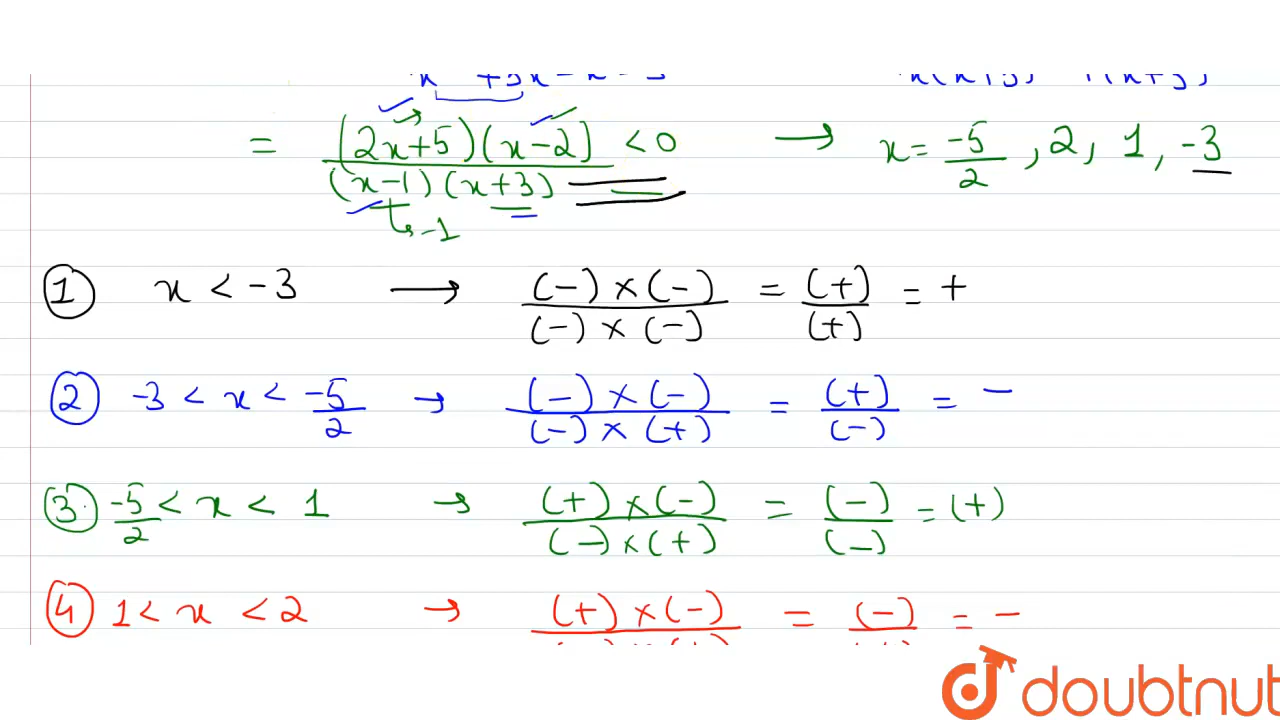 = (2x+5)(x-2) < 0 → x = -5/2, 2, 1, -3
(x-1)(x+3)
-1
① x < -3 → (-)×(-) / (-)×(-) = (+)/(+) = +
② -3 < x < -5/2 → (-)×(-) / (-)×(+) = (+)/(-) = -
③ -5/2 < x < 1 → (+)×(-) / (-)×(+) = (-)/(-) = (+)
④ 1 < x < 2 → (+)×(-) = (-) = -
doubtnut